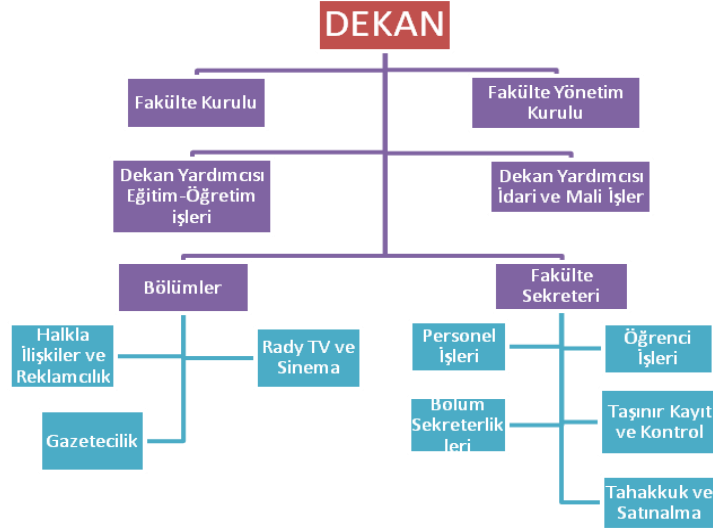 DEKAN
Fakülte Kurulu
Fakülte Yönetim
Kurulu
Dekan Yardımcısı
Eğitim-Öğretim
işleri
Dekan Yardımcısı
İdari ve Mali İşler
Bölümler
Fakülte
Sekreteri
Halkla
İlişkiler ve
Reklamcılık
Rady TV ve
Sinema
Gazetecilik
Personel
İşleri
Öğrenci
İşleri
Bölüm
Sekreterlik
leri
Taşınır Kayıt
ve Kontrol
Tahakkuk ve
Satınalma